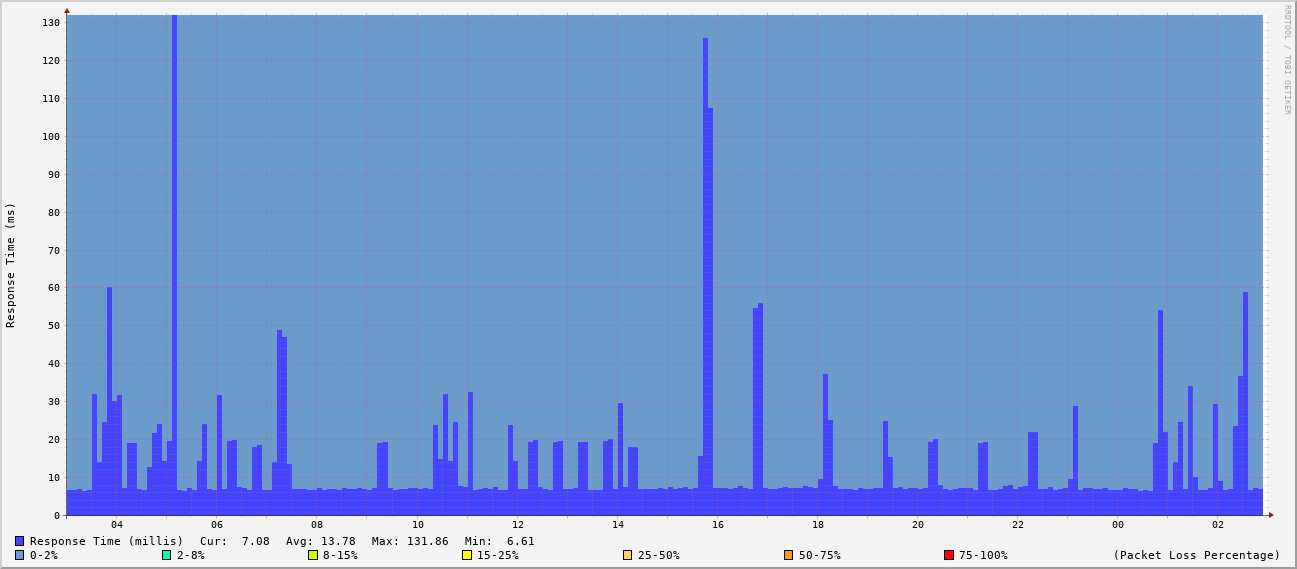 130
120
110
100
90
80
70
60
50
40
30
20
10
0
Response Time (ms)
04 06 08 10 12 14 16 18 20 22 00 02
RRDTOOL / TOBI OETIKER
Response Time (millis) Cur: 7.08 Avg: 13.78 Max: 131.86 Min: 6.61
0-2% 2-8% 8-15% 15-25% 25-50% 50-75% 75-100% (Packet Loss Percentage)